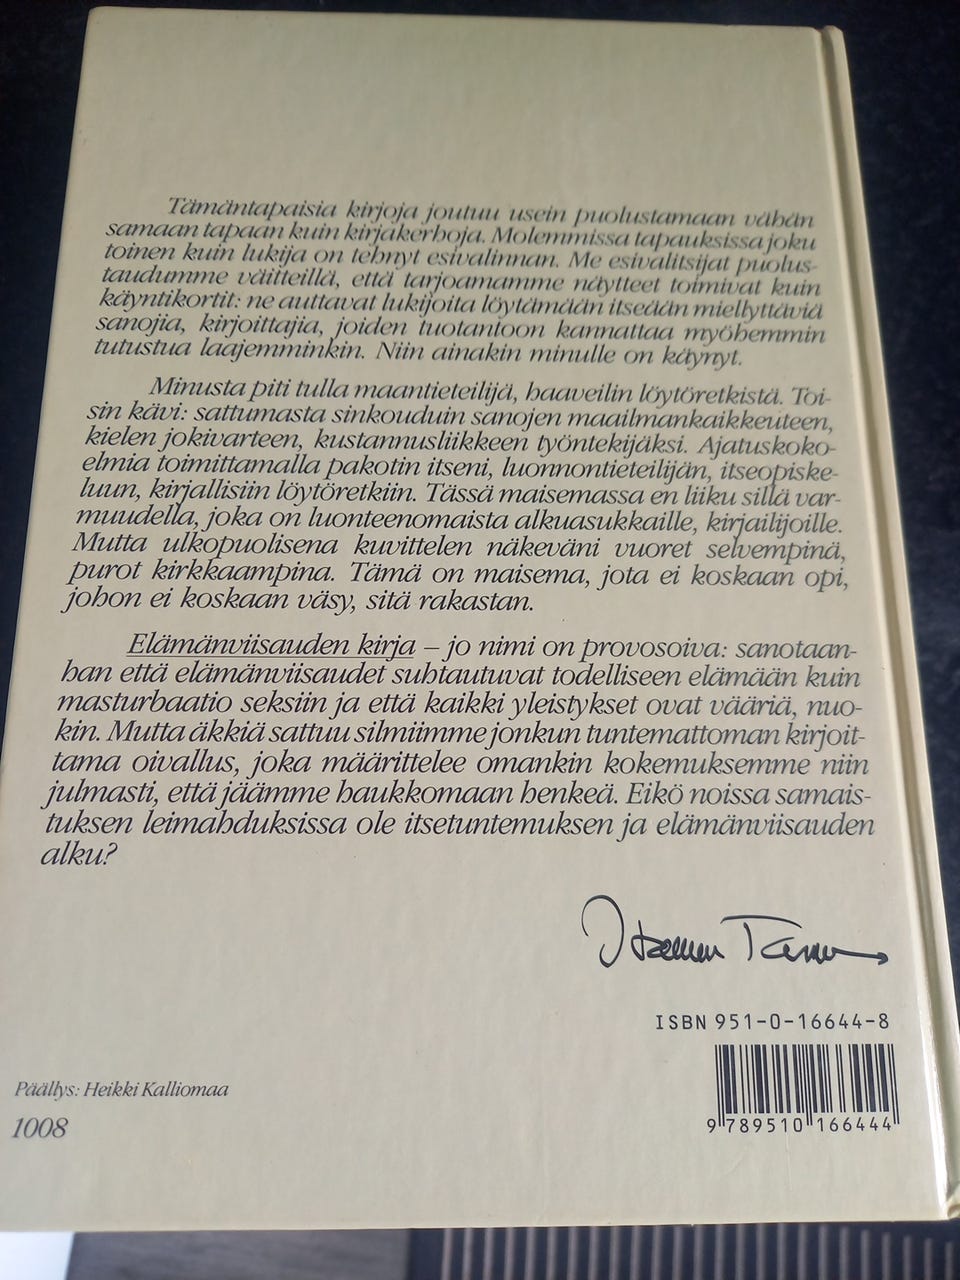 Tämäntapaisia kirjoja joutuu usein puolustamaan vähän
samaan tapaan kuin kirjakerhoja. Molemmissa tapauksissa joku
toinen kuin lukija on tehnyt esivalinnan. Me esivalitsijat puolus-
taudumme väitteillä, että tarjoamamme näytteet toimivat kuin
käyntikortit: ne auttavat lukijoita löytämään itseään miellyttäviä
sanojia, kirjoittajia, joiden tuotantoon kannattaa myöhemmin
tutustua laajemminkin. Niin ainakin minulle on käynyt.
Minusta piti tulla maantieteilijä, haaveilin löytöretkistä. Toi-
sin kävi: sattumasta sinkouduin sanojen maailmankaikkeuteen,
kielen jokivarteen, kustannusliikkeen työntekijäksi. Ajatuskoko-
elmia toimittamalla pakotin itseni, luonnontieteilijän, itseopiske-
luun, kirjallisiin löytöretkiin. Tässä maisemassa en liiku sillä var-
muudella, joka on luonteenomaista alkuasukkaille, kirjailijoille.
Mutta ulkopuolisena kuvittelen näkeväni vuoret selvempinä,
purot kirkkaampina. Tämä on maisema, jota ei koskaan opi,
johon ei koskaan väsy, sitä rakastan.
Elämänviisauden kirja – jo nimi on provosoiva: sanotaan-
han että elämänviisaudet suhtautuvat todelliseen elämään kuin
masturbaatio seksiin ja että kaikki yleistykset ovat vääriä, nuo-
kin. Mutta äkkiä sattuu silmiimme jonkun tuntemattoman kirjoit-
tama oivallus, joka määrittelee omankin kokemuksemme niin
julmasti, että jäämme haukkomaan henkeä. Eikö noissa samais-
tuksen leimahduksissa ole itsetuntemuksen ja elämänviisauden
alku?
ISBN 951-0-16644-8
9 789510 166444
Päällys: Heikki Kalliomaa
1008